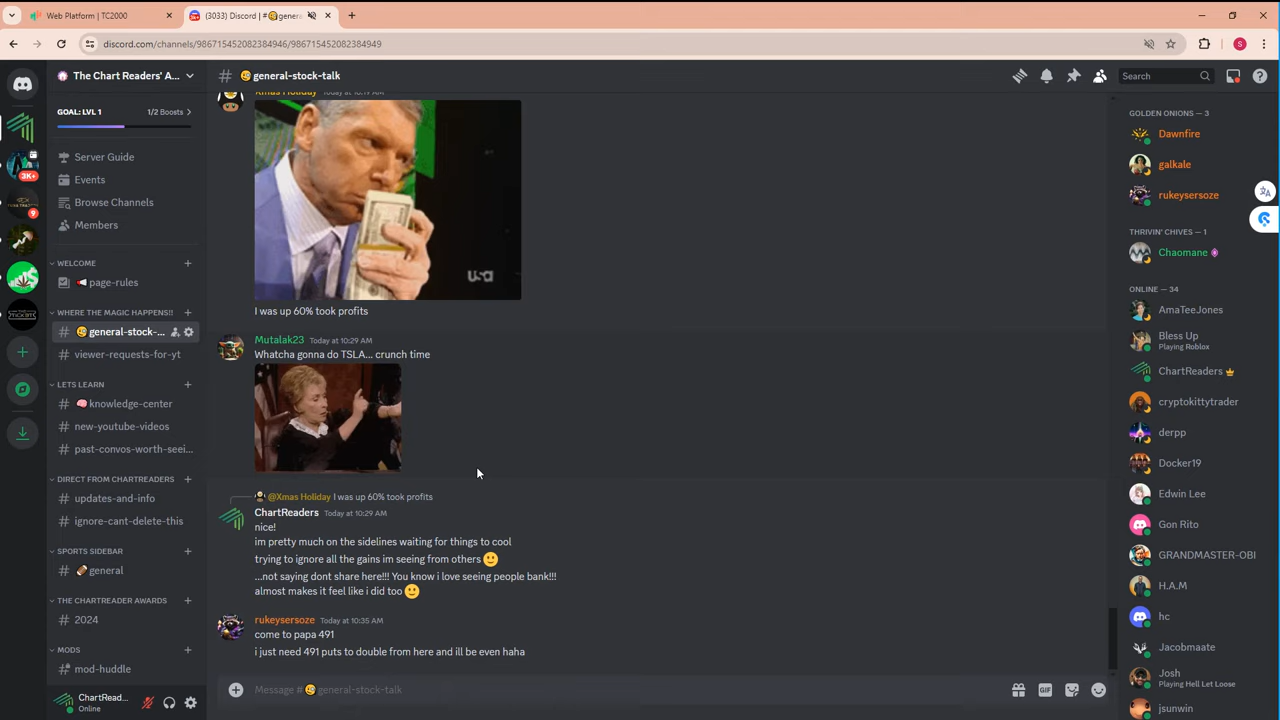 Web Platform | TC2000
(3033) Discord | #
gener
discord.com/channels/986715452082384946/986715452082384949
S
The Chart Readers' A...
general-stock-talk
Search
GOAL: LVL 1
1/2 Boosts
Server Guide
Events
Browse Channels
Members
3K+
9
WELCOME
page-rules
WHERE THE MAGIC HAPPENS!!
general-stock-...
viewer-requests-for-yt
LETS LEARN
knowledge-center
new-youtube-videos
past-convos-worth-seei...
DIRECT FROM CHARTREADERS
updates-and-info
ignore-cant-delete-this
SPORTS SIDEBAR
general
THE CHARTREADER AWARDS
2024
MODS
mod-huddle
ChartRead...
Online
Xmas Holiday Today at 10:19 AM
usa
I was up 60% took profits
Mutalak23 Today at 10:29 AM
Whatcha gonna do TSLA... crunch time
@Xmas Holiday I was up 60% took profits
ChartReaders Today at 10:29 AM
nice!
im pretty much on the sidelines waiting for things to cool
trying to ignore all the gains im seeing from others
...not saying dont share here!!! You know i love seeing people bank!!!
almost makes it feel like i did too
rukeysersoze Today at 10:35 AM
come to papa 491
i just need 491 puts to double from here and ill be even haha
Message #
general-stock-talk
GIF
GOLDEN ONIONS — 3
Dawnfire
galkale
rukeysersoze
THRIVIN' CHIVES — 1
Chaomane
ONLINE — 34
AmaTeeJones
Bless Up
Playing Roblox
ChartReaders
cryptokittytrader
derpp
Docker19
Edwin Lee
Gon Rito
GRANDMASTER-OBI
H.A.M
hc
Jacobmaate
Josh
Playing Hell Let Loose
jsunwin